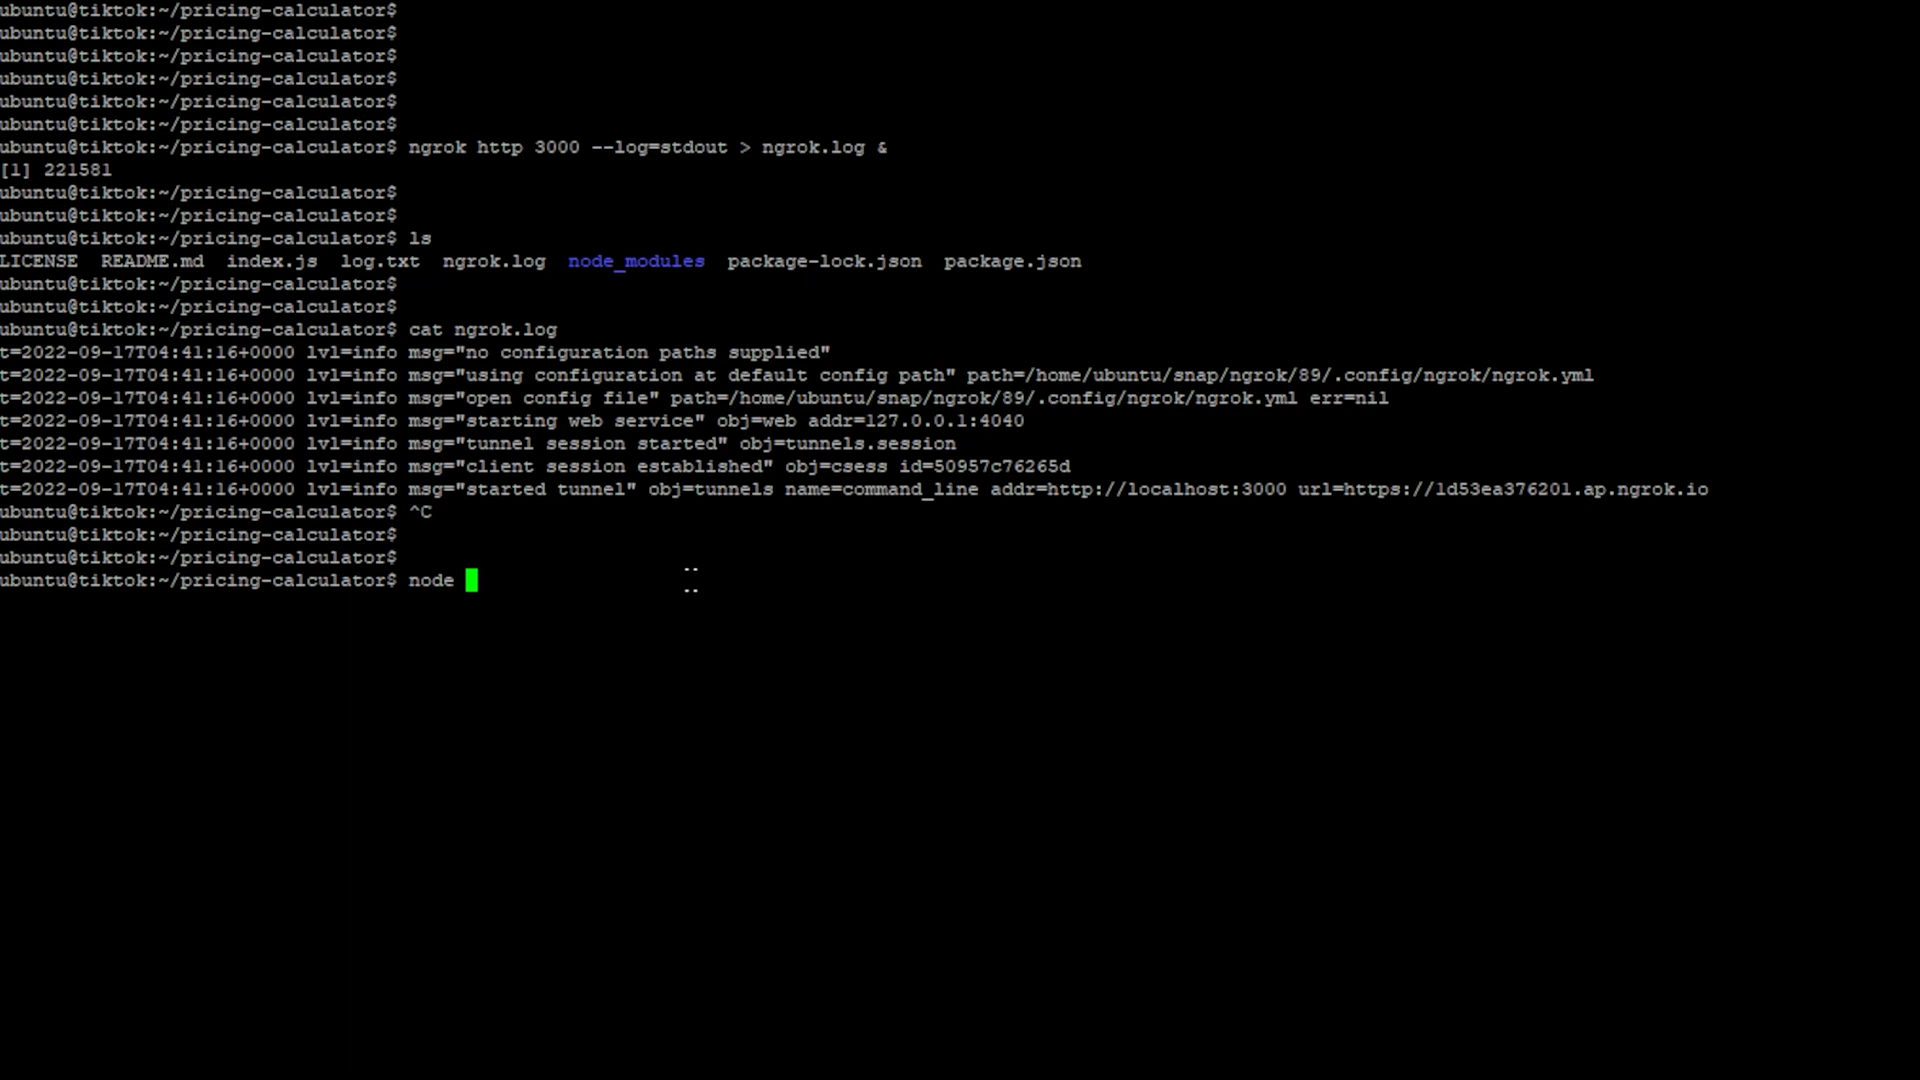 ubuntu@tiktok:~/pricing-calculator$
ubuntu@tiktok:~/pricing-calculator$
ubuntu@tiktok:~/pricing-calculator$
ubuntu@tiktok:~/pricing-calculator$
ubuntu@tiktok:~/pricing-calculator$
ubuntu@tiktok:~/pricing-calculator$
ubuntu@tiktok:~/pricing-calculator$ ngrok http 3000 --log=stdout > ngrok.log &
[1] 221581
ubuntu@tiktok:~/pricing-calculator$
ubuntu@tiktok:~/pricing-calculator$
ubuntu@tiktok:~/pricing-calculator$ ls
LICENSE README.md index.js log.txt ngrok.log node_modules package-lock.json package.json
ubuntu@tiktok:~/pricing-calculator$
ubuntu@tiktok:~/pricing-calculator$
ubuntu@tiktok:~/pricing-calculator$ cat ngrok.log
t=2022-09-17T04:41:16+0000 lvl=info msg="no configuration paths supplied"
t=2022-09-17T04:41:16+0000 lvl=info msg="using configuration at default config path" path=/home/ubuntu/snap/ngrok/89/.config/ngrok/ngrok.yml
t=2022-09-17T04:41:16+0000 lvl=info msg="open config file" path=/home/ubuntu/snap/ngrok/89/.config/ngrok/ngrok.yml err=nil
t=2022-09-17T04:41:16+0000 lvl=info msg="starting web service" obj=web addr=127.0.0.1:4040
t=2022-09-17T04:41:16+0000 lvl=info msg="tunnel session started" obj=tunnels.session
t=2022-09-17T04:41:16+0000 lvl=info msg="client session established" obj=csess id=50957c76265d
t=2022-09-17T04:41:16+0000 lvl=info msg="started tunnel" obj=tunnels name=command_line addr=http://localhost:3000 url=https://1d53ea376201.ap.ngrok.io
ubuntu@tiktok:~/pricing-calculator$ ^C
ubuntu@tiktok:~/pricing-calculator$
ubuntu@tiktok:~/pricing-calculator$
ubuntu@tiktok:~/pricing-calculator$ node